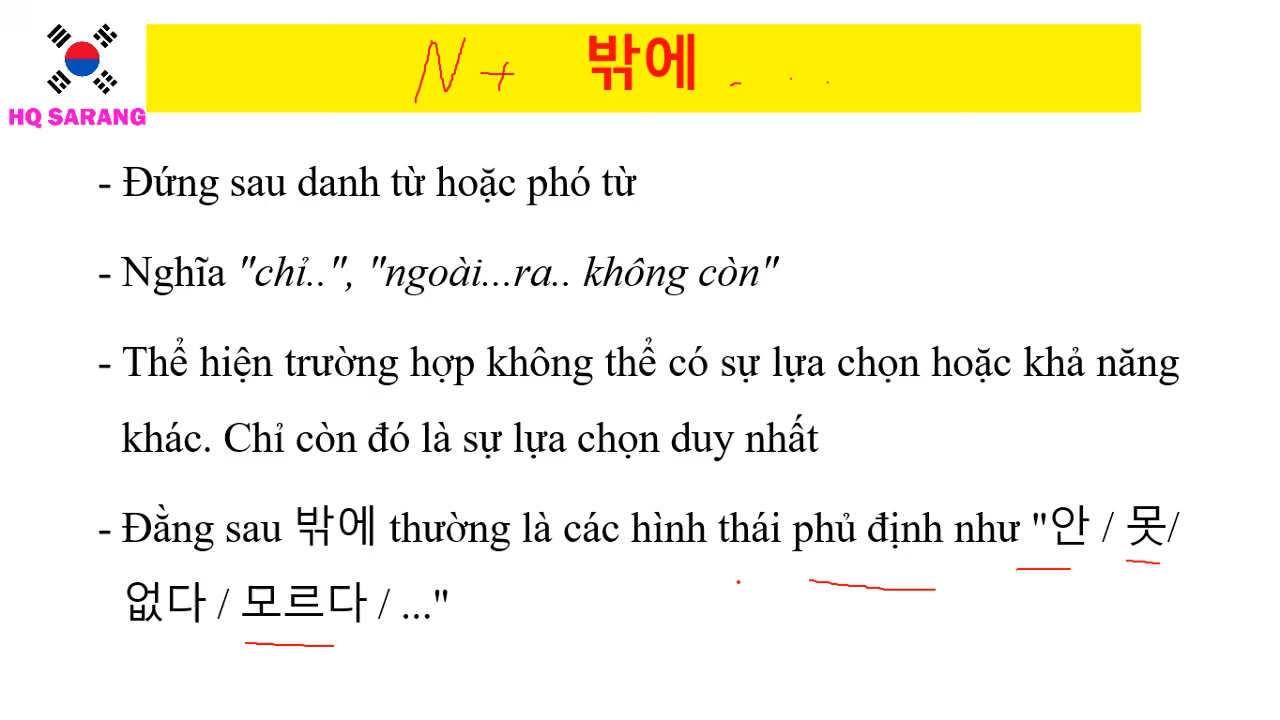 N + 밖에
HQ SARANG
- Đứng sau danh từ hoặc phó từ
- Nghĩa "chỉ..", "ngoài...ra.. không còn"
- Thể hiện trường hợp không thể có sự lựa chọn hoặc khả năng
khác. Chỉ còn đó là sự lựa chọn duy nhất
- Đằng sau 밖에 thường là các hình thái phủ định như "안 / 못/
없다 / 모르다 / ..."